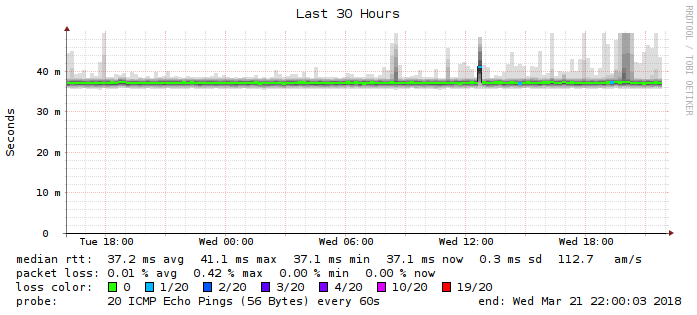 Last 30 Hours
RRDTOOL / TOBI OETIKER
Seconds
40 m
30 m
20 m
10 m
0
Tue 18:00 Wed 00:00 Wed 06:00 Wed 12:00 Wed 18:00
median rtt: 37.2 ms avg 41.1 ms max 37.1 ms min 37.1 ms now 0.3 ms sd 112.7 am/s
packet loss: 0.01 % avg 0.42 % max 0.00 % min 0.00 % now
loss color: 0 1/20 2/20 3/20 4/20 10/20 19/20
probe: 20 ICMP Echo Pings (56 Bytes) every 60s end: Wed Mar 21 22:00:03 2018